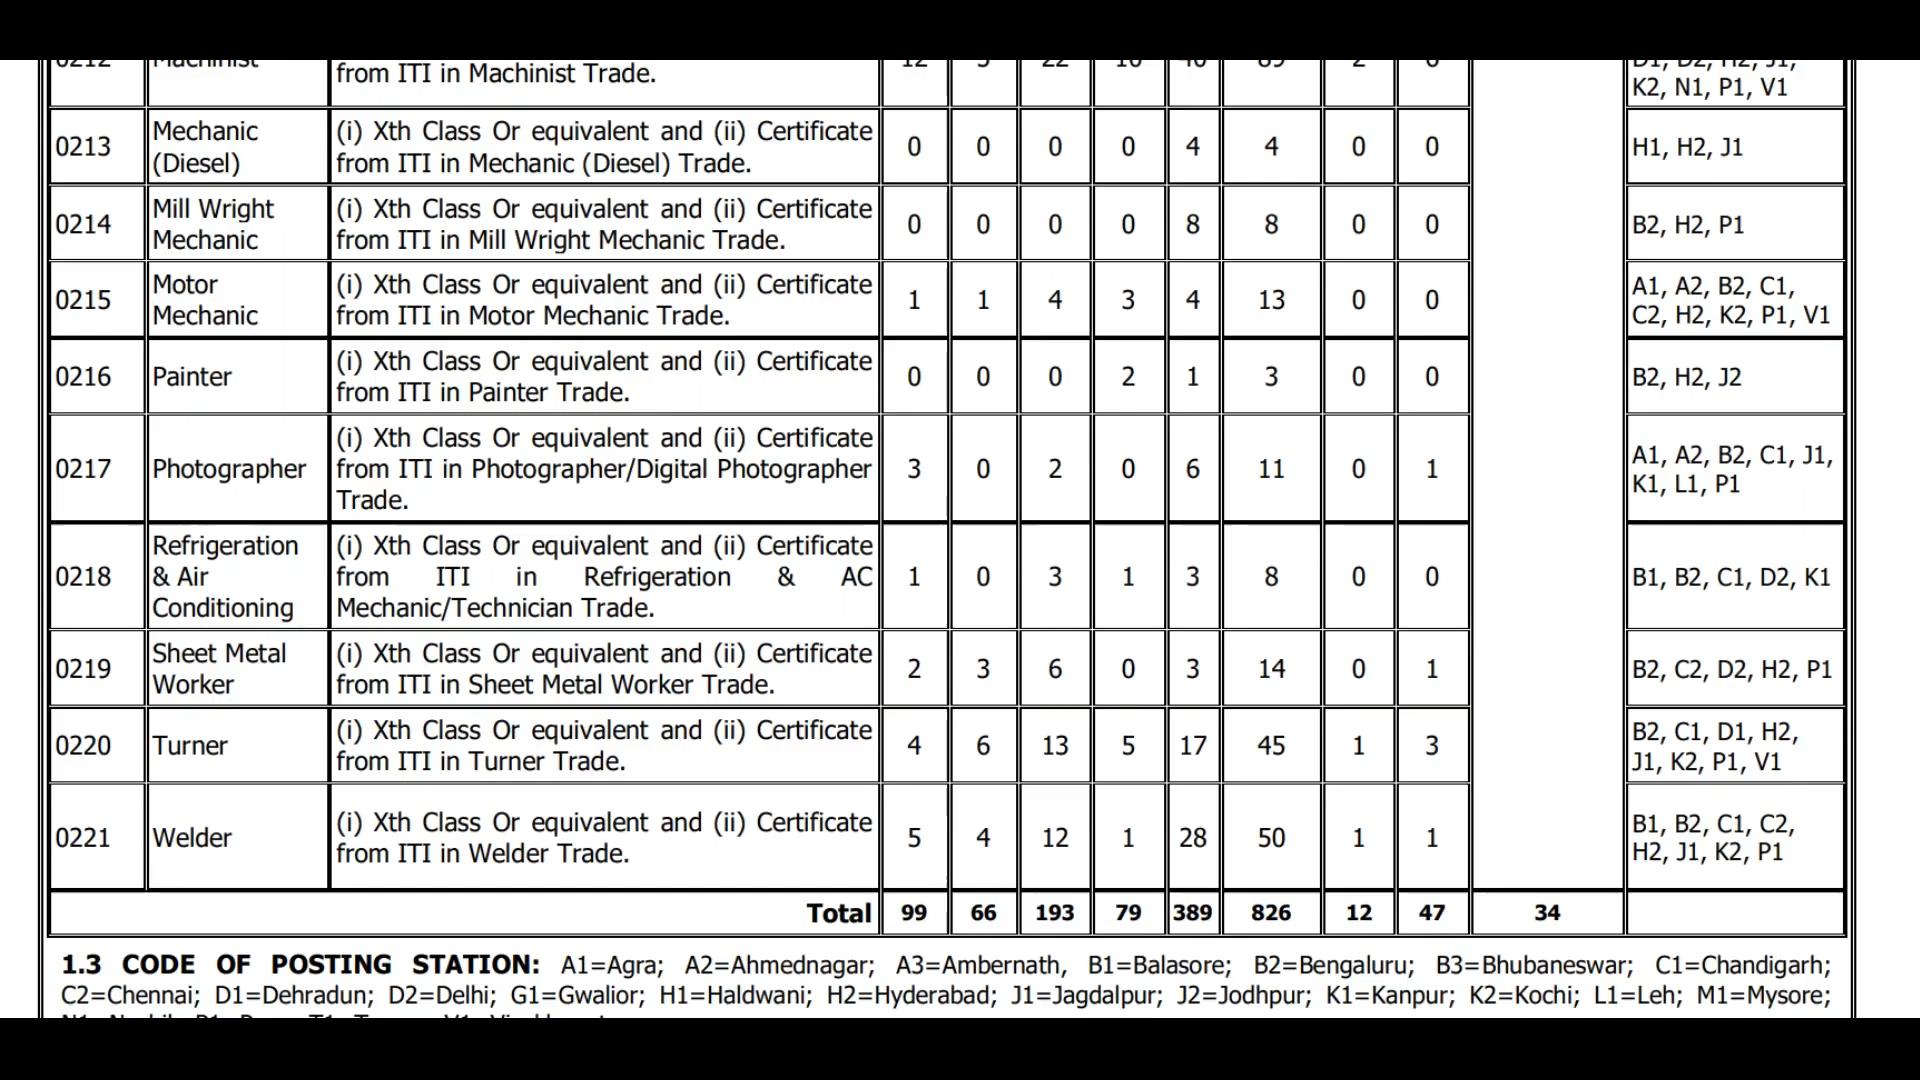 from ITI in Machinist Trade.
K2, N1, P1, V1
0213 Mechanic (Diesel) (i) Xth Class Or equivalent and (ii) Certificate from ITI in Mechanic (Diesel) Trade. 0 0 0 0 4 4 0 0 H1, H2, J1
0214 Mill Wright Mechanic (i) Xth Class Or equivalent and (ii) Certificate from ITI in Mill Wright Mechanic Trade. 0 0 0 0 8 8 0 0 B2, H2, P1
0215 Motor Mechanic (i) Xth Class Or equivalent and (ii) Certificate from ITI in Motor Mechanic Trade. 1 1 4 3 4 13 0 0 A1, A2, B2, C1, C2, H2, K2, P1, V1
0216 Painter (i) Xth Class Or equivalent and (ii) Certificate from ITI in Painter Trade. 0 0 0 2 1 3 0 0 B2, H2, J2
0217 Photographer (i) Xth Class Or equivalent and (ii) Certificate from ITI in Photographer/Digital Photographer Trade. 3 0 2 0 6 11 0 1 A1, A2, B2, C1, J1, K1, L1, P1
0218 Refrigeration & Air Conditioning (i) Xth Class Or equivalent and (ii) Certificate from ITI in Refrigeration & AC Mechanic/Technician Trade. 1 0 3 1 3 8 0 0 B1, B2, C1, D2, K1
0219 Sheet Metal Worker (i) Xth Class Or equivalent and (ii) Certificate from ITI in Sheet Metal Worker Trade. 2 3 6 0 3 14 0 1 B2, C2, D2, H2, P1
0220 Turner (i) Xth Class Or equivalent and (ii) Certificate from ITI in Turner Trade. 4 6 13 5 17 45 1 3 B2, C1, D1, H2, J1, K2, P1, V1
0221 Welder (i) Xth Class Or equivalent and (ii) Certificate from ITI in Welder Trade. 5 4 12 1 28 50 1 1 B1, B2, C1, C2, H2, J1, K2, P1
Total 99 66 193 79 389 826 12 47 34
1.3 CODE OF POSTING STATION: A1=Agra; A2=Ahmednagar; A3=Ambernath, B1=Balasore; B2=Bengaluru; B3=Bhubaneswar; C1=Chandigarh;
C2=Chennai; D1=Dehradun; D2=Delhi; G1=Gwalior; H1=Haldwani; H2=Hyderabad; J1=Jagdalpur; J2=Jodhpur; K1=Kanpur; K2=Kochi; L1=Leh; M1=Mysore;